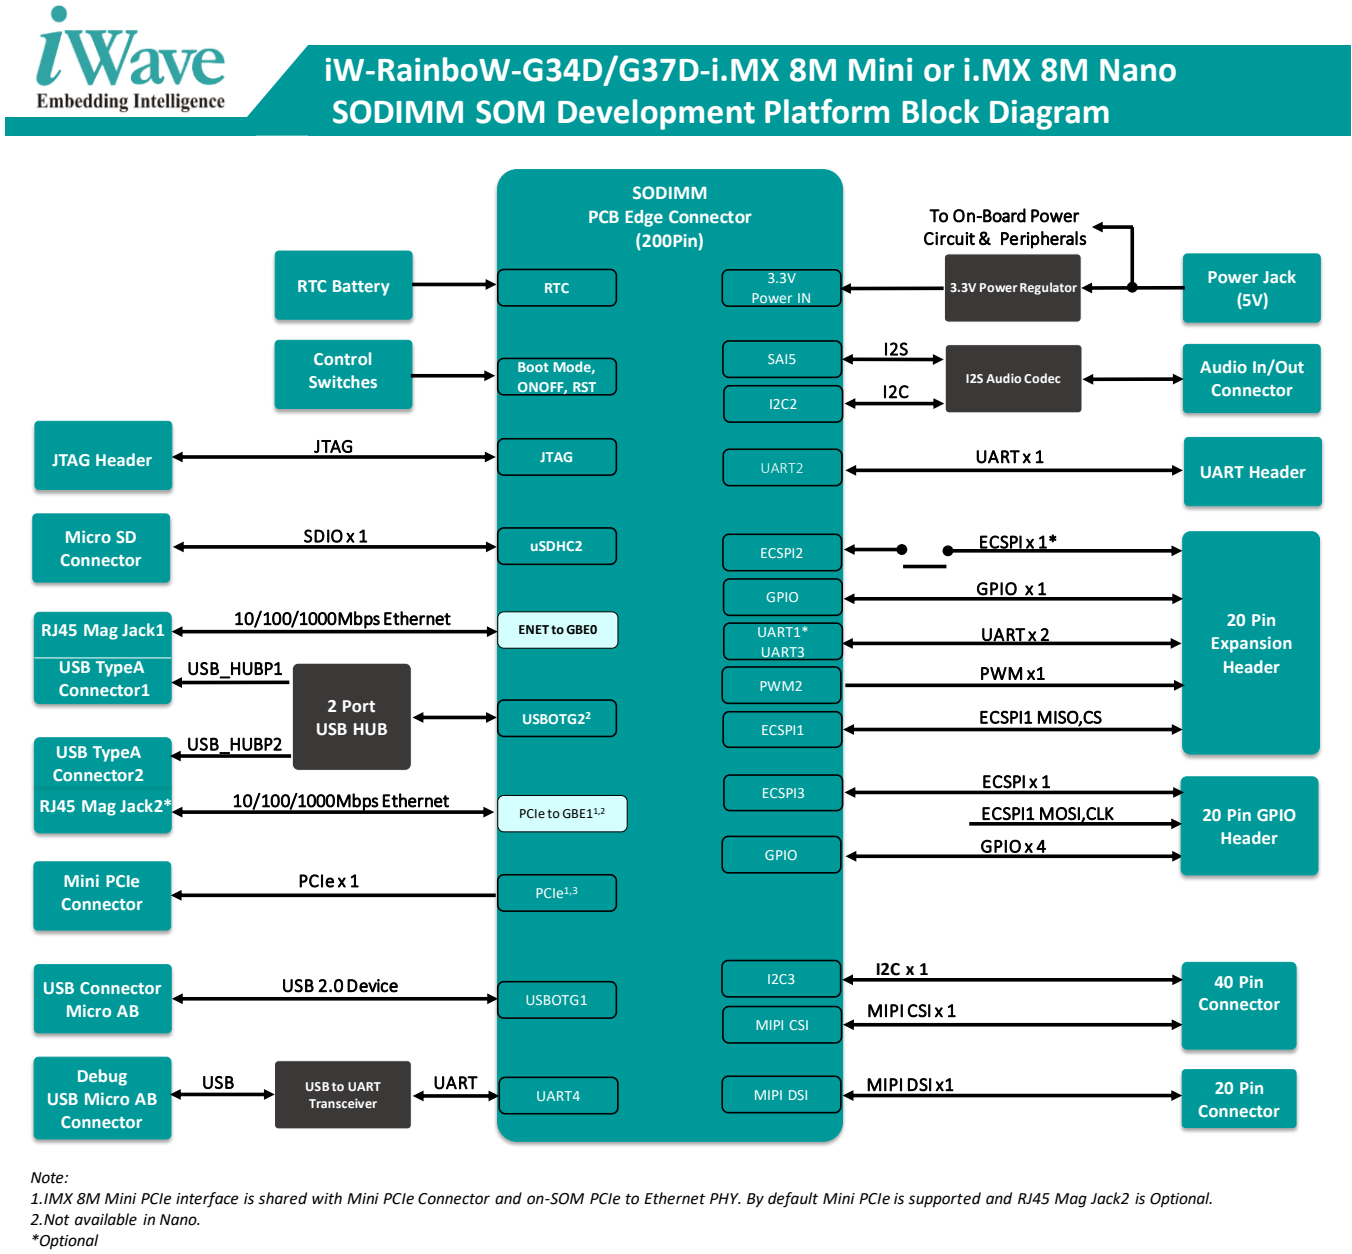 iWave
Embedding Intelligence
iW-RainboW-G34D/G37D-i.MX 8M Mini or i.MX 8M Nano
SODIMM SOM Development Platform Block Diagram
SODIMM
PCB Edge Connector
(200Pin)
RTC Battery
RTC
Control
Switches
Boot Mode,
ONOFF, RST
JTAG Header
JTAG
JTAG
Micro SD
Connector
SDIO x 1
uSDHC2
RJ45 Mag Jack1
10/100/1000Mbps Ethernet
ENET to GBE0
USB TypeA
Connector1
USB_HUBP1
2 Port
USB HUB
USBOTG2²
USB TypeA
Connector2
USB_HUBP2
RJ45 Mag Jack2*
10/100/1000Mbps Ethernet
PCIe to GBE1¹,²
Mini PCIe
Connector
PCIe x 1
PCIe¹,³
USB Connector
Micro AB
USB 2.0 Device
USBOTG1
Debug
USB Micro AB
Connector
USB
USB to UART
Transceiver
UART
UART4
3.3V
Power IN
To On-Board Power
Circuit & Peripherals
3.3V Power Regulator
Power Jack
(5V)
SAI5
I2S
I2C2
I2C
I2S Audio Codec
Audio In/Out
Connector
UART2
UART x 1
UART Header
ECSPI2
ECSPI x 1*
GPIO
GPIO x 1
UART1*
UART3
UART x 2
PWM2
PWM x1
ECSPI1
ECSPI1 MISO,CS
20 Pin
Expansion
Header
ECSPI3
ECSPI x 1
ECSPI1 MOSI,CLK
GPIO
GPIO x 4
20 Pin GPIO
Header
I2C3
I2C x 1
MIPI CSI
MIPI CSI x 1
40 Pin
Connector
MIPI DSI
MIPI DSI x1
20 Pin
Connector
Note:
1.IMX 8M Mini PCIe interface is shared with Mini PCIe Connector and on-SOM PCIe to Ethernet PHY. By default Mini PCIe is supported and RJ45 Mag Jack2 is Optional.
2.Not available in Nano.
*Optional